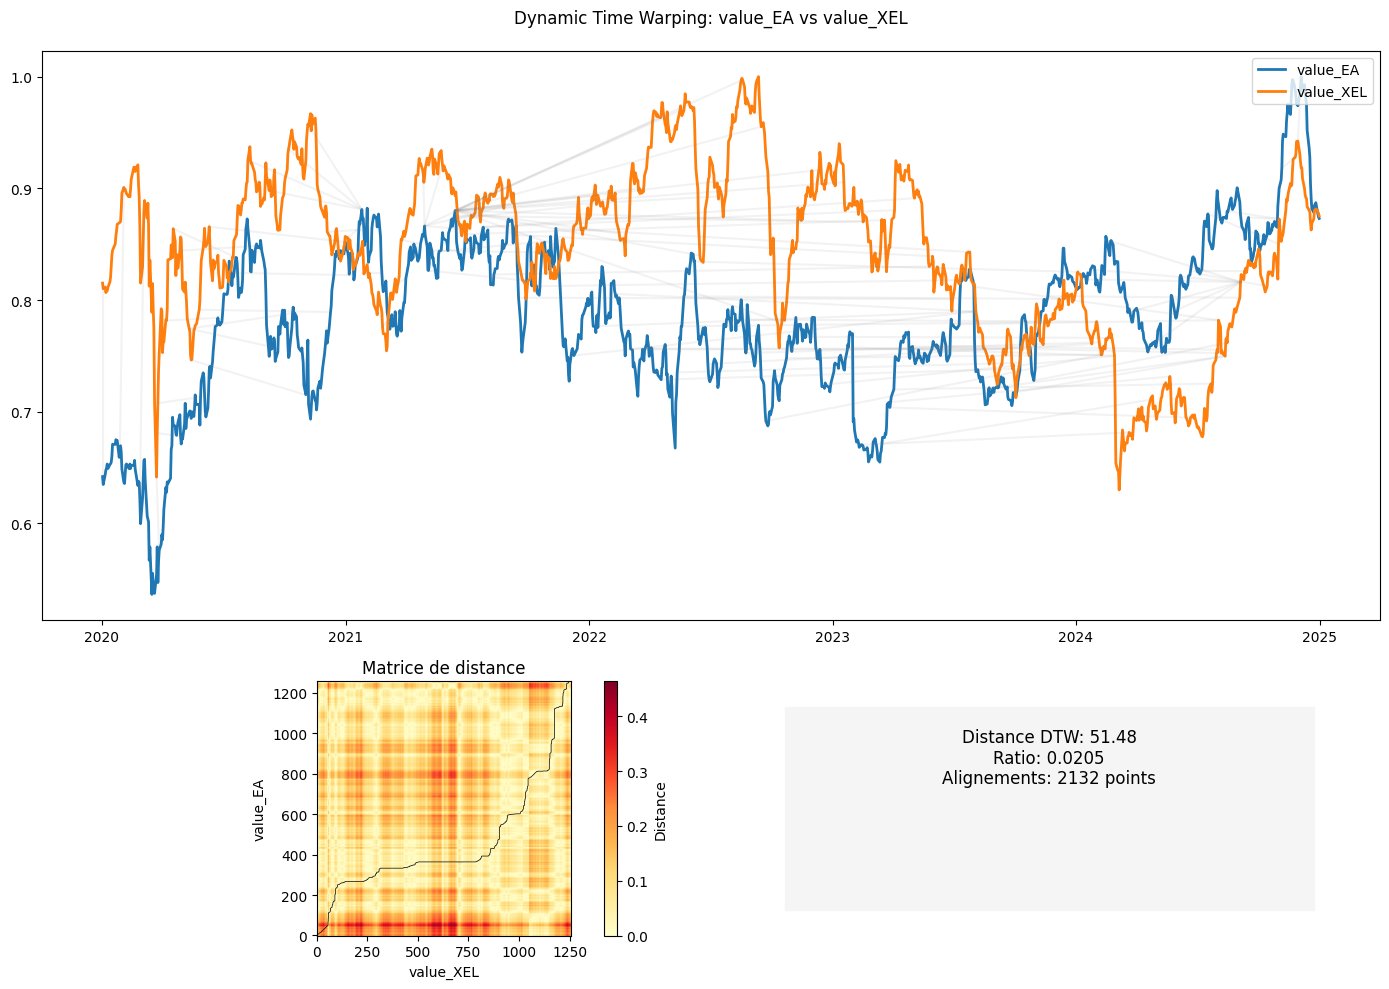 Dynamic Time Warping: value_EA vs value_XEL
value_EA
value_XEL
1.0
0.9
0.8
0.7
0.6
2020
2021
2022
2023
2024
2025
Matrice de distance
1200
1000
800
600
400
200
0
value_EA
0
250
500
750
1000
1250
value_XEL
0.4
0.3
0.2
0.1
0.0
Distance
Distance DTW: 51.48
Ratio: 0.0205
Alignements: 2132 points